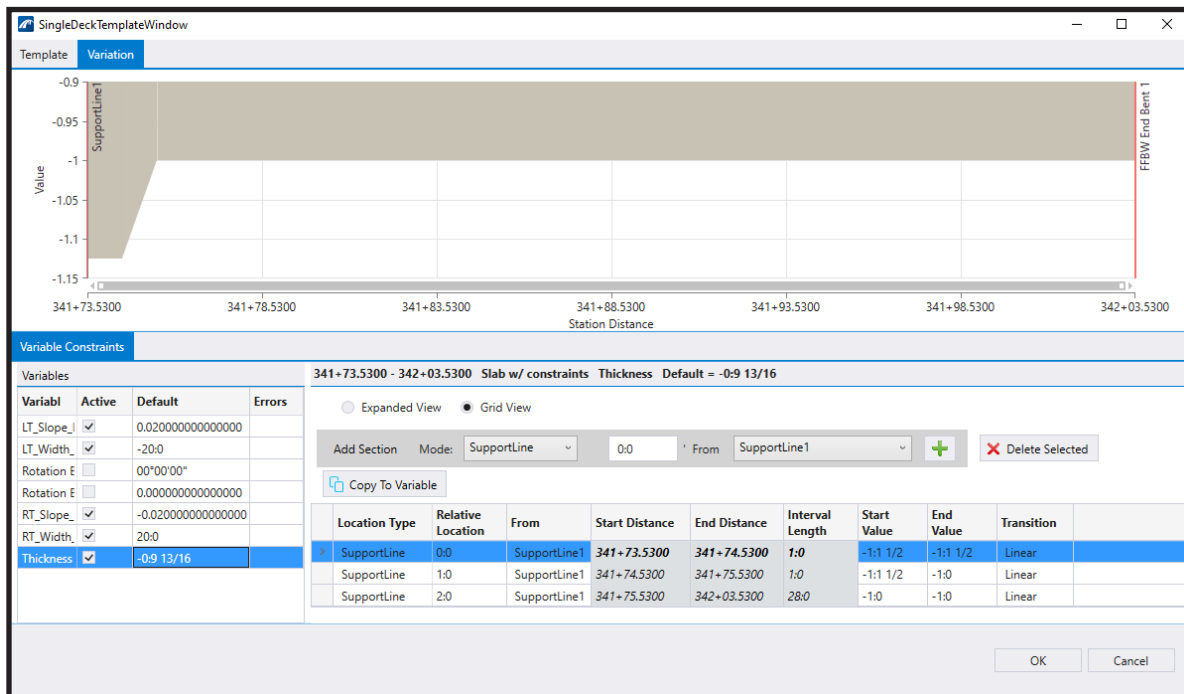 SingleDeckTemplateWindow
Template Variation
-0.9
-0.95
-1
-1.05
-1.1
-1.15
Value
SupportLine1
FFBW End Bent 1
341+73.5300 341+78.5300 341+83.5300 341+88.5300 341+93.5300 341+98.5300 342+03.5300
Station Distance
Variable Constraints
Variables
Variabl Active Default Errors
LT_Slope_ 0.020000000000000
LT_Width_ -20:0
Rotation E 00°00'00"
Rotation E 0.000000000000000
RT_Slope_ -0.020000000000000
RT_Width_ 20:0
Thickness -0:9 13/16
341+73.5300 - 342+03.5300 Slab w/ constraints Thickness Default = -0:9 13/16
Expanded View Grid View
Add Section Mode: SupportLine 0:0 ' From SupportLine1 Delete Selected
Copy To Variable
Location Type Relative Location From Start Distance End Distance Interval Length Start Value End Value Transition
SupportLine 0:0 SupportLine1 341+73.5300 341+74.5300 1:0 -1:1 1/2 -1:1 1/2 Linear
SupportLine 1:0 SupportLine1 341+74.5300 341+75.5300 1:0 -1:1 1/2 -1:0 Linear
SupportLine 2:0 SupportLine1 341+75.5300 342+03.5300 28:0 -1:0 -1:0 Linear
OK Cancel